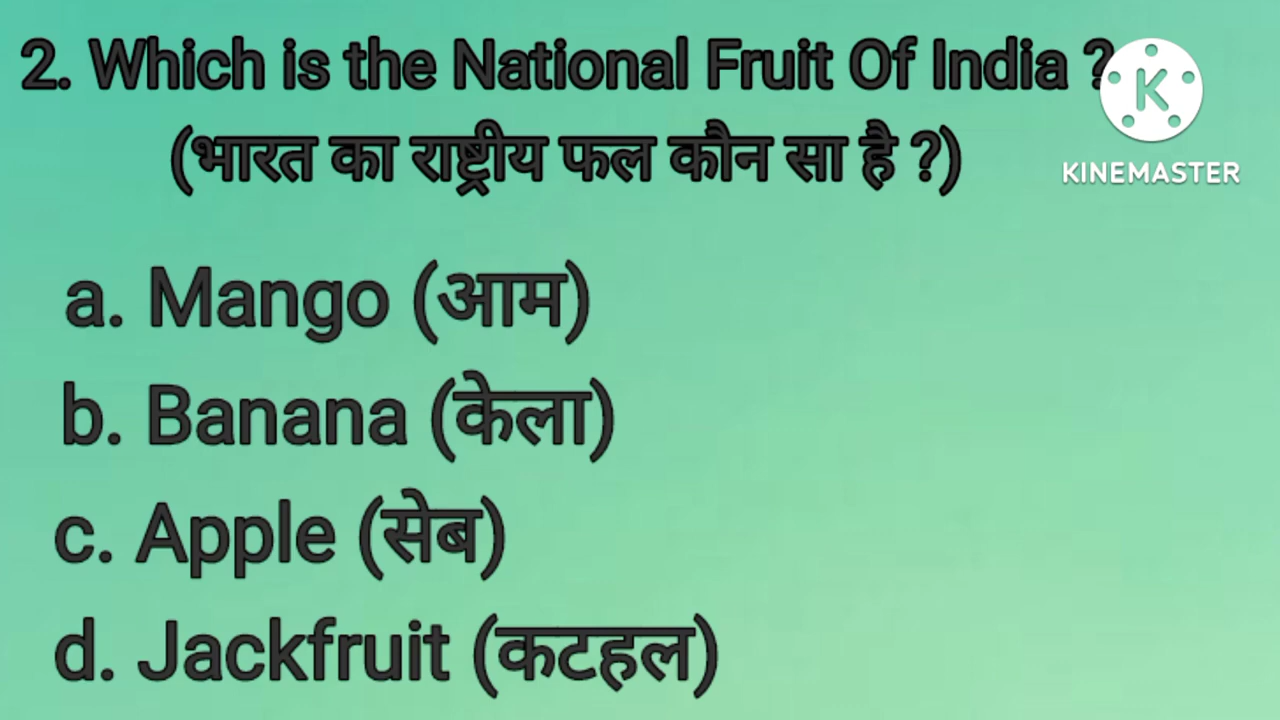 2. Which is the National Fruit Of India ?
(भारत का राष्ट्रीय फल कौन सा है ?)
K
KINEMASTER
a. Mango (आम)
b. Banana (केला)
c. Apple (सेब)
d. Jackfruit (कटहल)